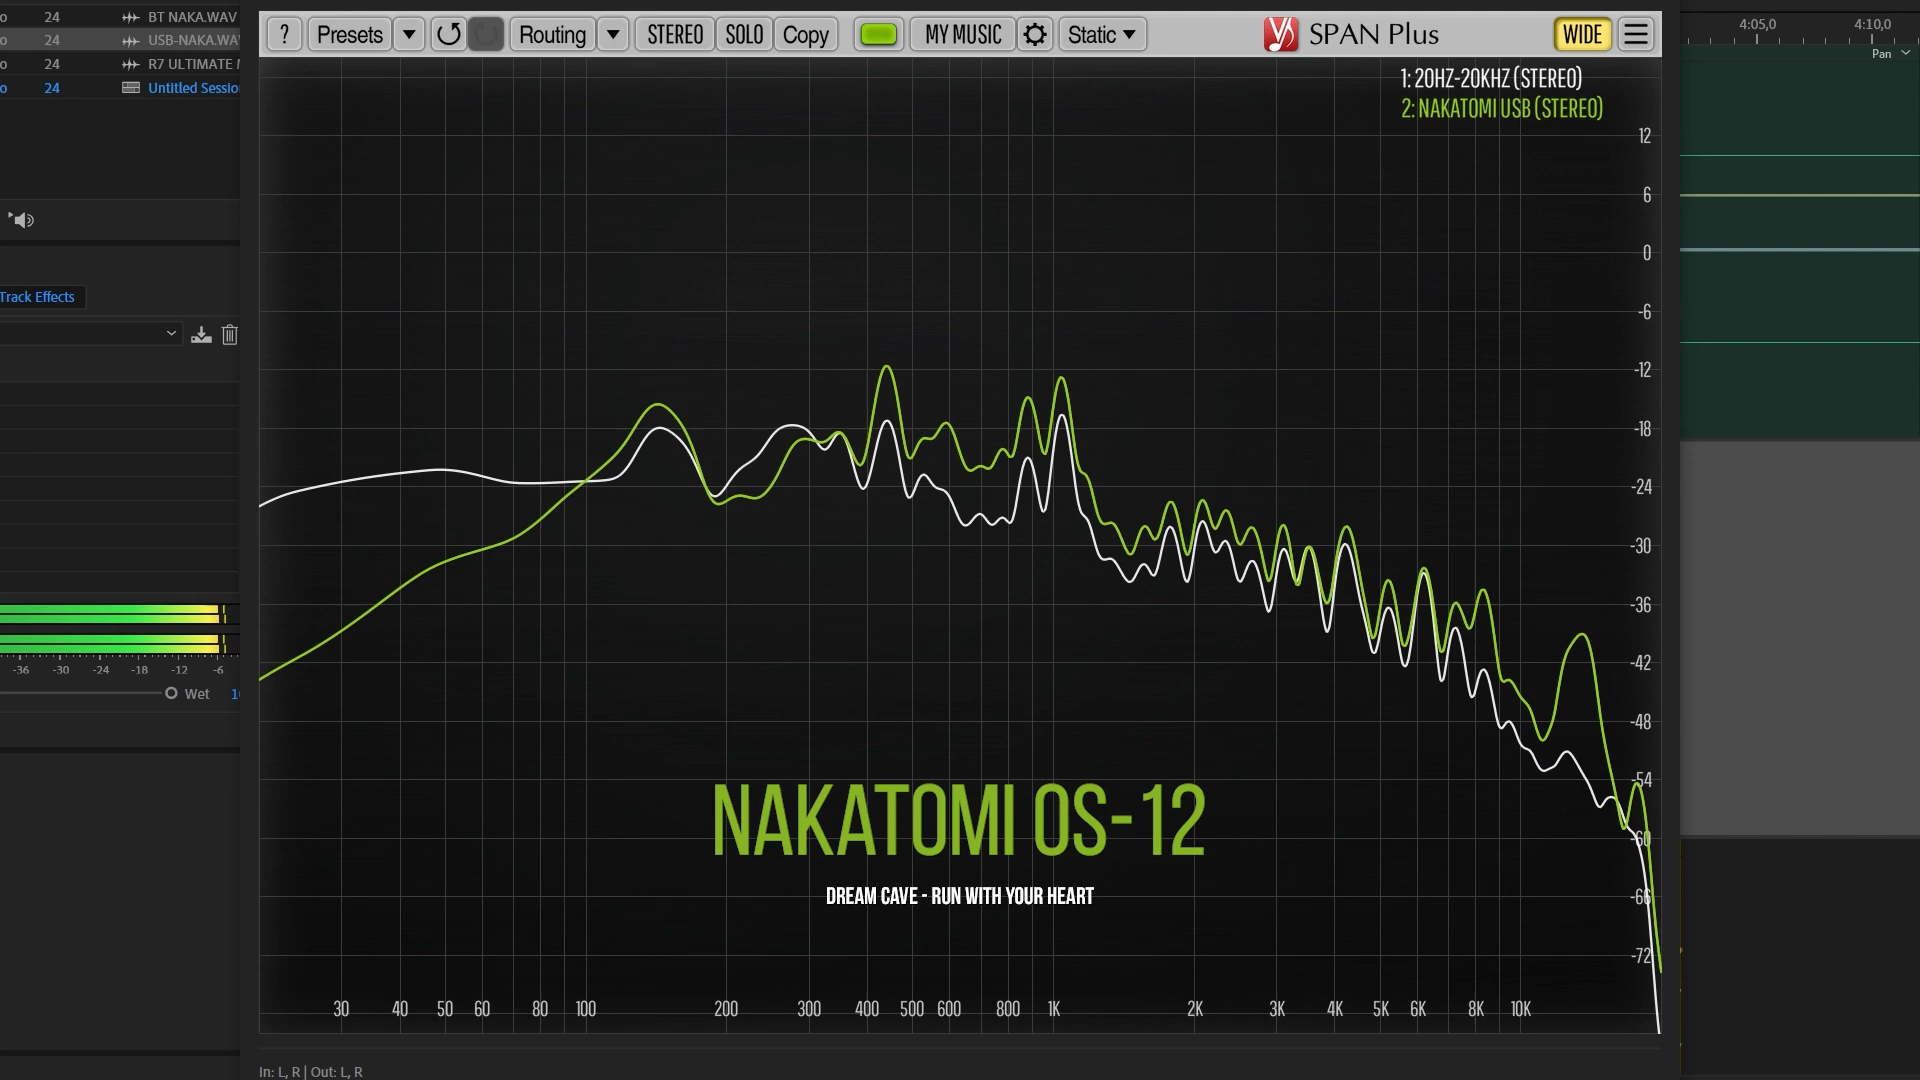 o 24 BT NAKA.WAV
o 24 USB-NAKA.WA
o 24 R7 ULTIMATE
o 24 Untitled Sessio
Track Effects
-36 -30 -24 -18 -12 -6
Wet
? Presets Routing STEREO SOLO Copy MY MUSIC Static SPAN Plus WIDE
1: 20HZ-20KHZ (STEREO)
2: NAKATOMI USB (STEREO)
12
6
0
-6
-12
-18
-24
-30
-36
-42
-48
-54
-60
-66
-72
NAKATOMI OS-12
DREAM CAVE - RUN WITH YOUR HEART
30 40 50 60 80 100 200 300 400 500 600 800 1K 2K 3K 4K 5K 6K 8K 10K
In: L, R | Out: L, R
4:05,0 4:10,0
Pan